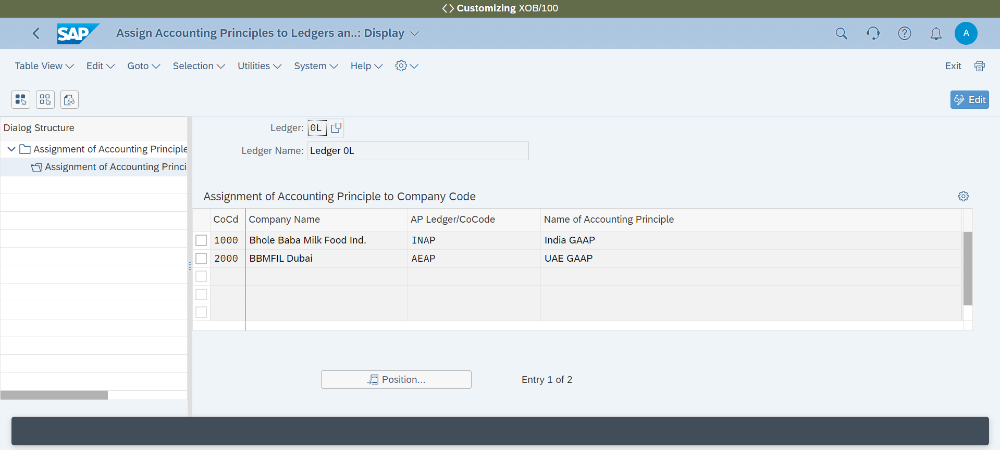 Customizing XOB/100
SAP Assign Accounting Principles to Ledgers an..: Display A
Table View Edit Goto Selection Utilities System Help Exit
Edit
Dialog Structure
Assignment of Accounting Principle
Assignment of Accounting Princi
Ledger: 0L
Ledger Name: Ledger 0L
Assignment of Accounting Principle to Company Code
CoCd Company Name AP Ledger/CoCode Name of Accounting Principle
1000 Bhole Baba Milk Food Ind. INAP India GAAP
2000 BBMFIL Dubai AEAP UAE GAAP
Position... Entry 1 of 2